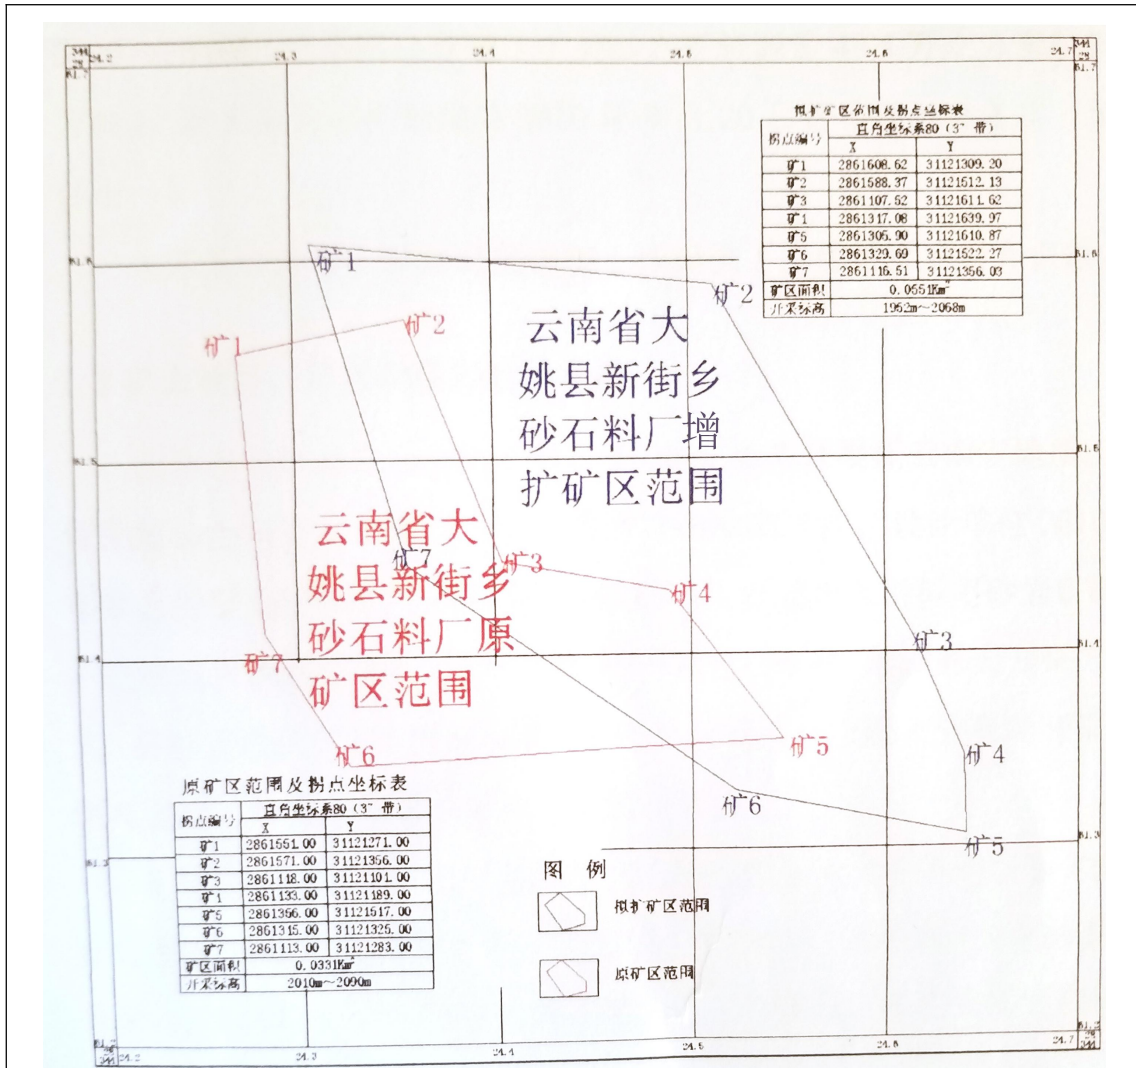 24.2 24.3 24.4 24.5 24.6 24.7
拟扩矿区范围及拐点坐标表
拐点编号 直角坐标系80（3° 带）
X Y
矿1 2861608.62 31121309.20
矿2 2861588.37 31121512.13
矿3 2861107.52 31121611.62
矿1 2861317.08 31121639.97
矿5 2861305.90 31121610.87
矿6 2861329.69 31121522.27
矿7 2861116.51 31121356.03
矿区面积 0.0551Km²
开采标高 1952m～2068m
矿1
矿2
矿1
矿2
云南省大
姚县新街乡
砂石料厂增
扩矿区范围
云南省大
姚县新街乡
砂石料厂原
矿区范围
矿7
矿3
矿4
矿3
矿7
矿6
矿5
矿4
矿6
矿5
原矿区范围及拐点坐标表
拐点编号 直角坐标系80（3° 带）
X Y
矿1 2861551.00 31121271.00
矿2 2861571.00 31121356.00
矿3 2861118.00 31121101.00
矿1 2861133.00 31121189.00
矿5 2861356.00 31121517.00
矿6 2861315.00 31121325.00
矿7 2861113.00 31121283.00
矿区面积 0.0331Km²
开采标高 2010m～2090m
图 例
拟扩矿区范围
原矿区范围
24.2 24.3 24.4 24.5 24.6 24.7